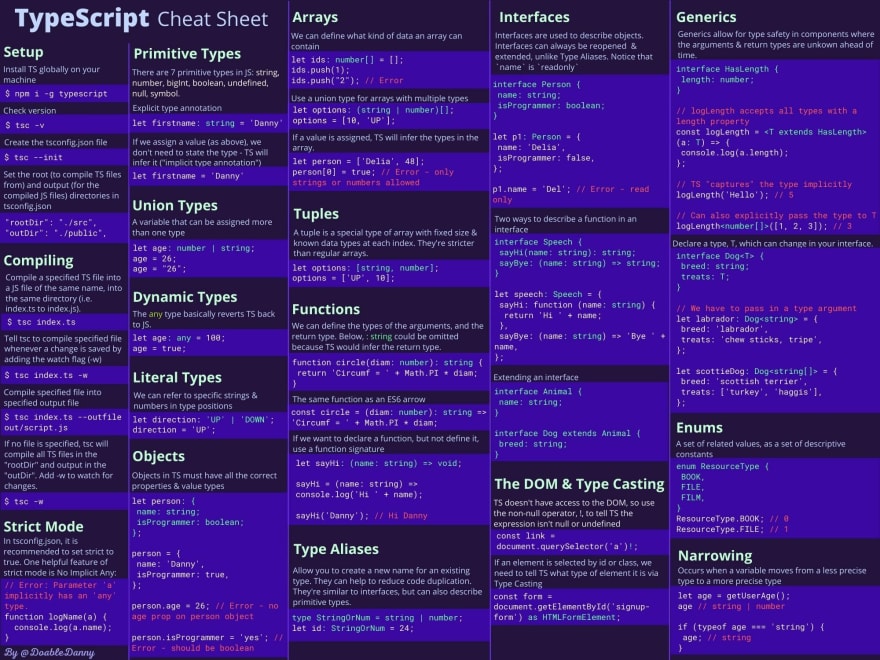 TypeScript Cheat Sheet
Setup
Install TS globally on your
machine
$ npm i -g typescript
Check version
$ tsc -v
Create the tsconfig.json file
$ tsc --init
Set the root (to compile TS files
from) and output (for the
compiled JS files) directories in
tsconfig.json
"rootDir": "./src",
"outDir": "./public",
Compiling
Compile a specified TS file into
a JS file of the same name, into
the same directory (i.e.
index.ts to index.js).
$ tsc index.ts
Tell tsc to compile specified file
whenever a change is saved by
adding the watch flag (-w)
$ tsc index.ts -w
Compile specified file into
specified output file
$ tsc index.ts --outfile
out/script.js
If no file is specified, tsc will
compile all TS files in the
"rootDir" and output in the
"outDir". Add -w to watch for
changes.
$ tsc -w
Strict Mode
In tsconfig.json, it is
recommended to set strict to
true. One helpful feature of
strict mode is No Implicit Any:
// Error: Parameter 'a'
implicitly has an 'any'
type.
function logName(a) {
console.log(a.name);
}
By @DoableDanny
Primitive Types
There are 7 primitive types in JS: string,
number, bigInt, boolean, undefined,
null, symbol.
Explicit type annotation
let firstname: string = 'Danny'
If we assign a value (as above), we
don't need to state the type - TS will
infer it ("implicit type annotation")
let firstname = 'Danny'
Union Types
A variable that can be assigned more
than one type
let age: number | string;
age = 26;
age = "26";
Dynamic Types
The any type basically reverts TS back
to JS.
let age: any = 100;
age = true;
Literal Types
We can refer to specific strings &
numbers in type positions
let direction: 'UP' | 'DOWN';
direction = 'UP';
Objects
Objects in TS must have all the correct
properties & value types
let person: {
name: string;
isProgrammer: boolean;
};
person = {
name: 'Danny',
isProgrammer: true,
};
person.age = 26; // Error - no
age prop on person object
person.isProgrammer = 'yes'; //
Error - should be boolean
Arrays
We can define what kind of data an array can
contain
let ids: number[] = [];
ids.push(1);
ids.push("2"); // Error
Use a union type for arrays with multiple types
let options: (string | number)[];
options = [10, 'UP'];
If a value is assigned, TS will infer the types in the
array.
let person = ['Delia', 48];
person[0] = true; // Error - only
strings or numbers allowed
Tuples
A tuple is a special type of array with fixed size &
known data types at each index. They're stricter
than regular arrays.
let options: [string, number];
options = ['UP', 10];
Functions
We can define the types of the arguments, and the
return type. Below, : string could be omitted
because TS would infer the return type.
function circle(diam: number): string {
return 'Circumf = ' + Math.PI * diam;
}
The same function as an ES6 arrow
const circle = (diam: number): string =>
'Circumf = ' + Math.PI * diam;
If we want to declare a function, but not define it,
use a function signature
let sayHi: (name: string) => void;
sayHi = (name: string) =>
console.log('Hi ' + name);
sayHi('Danny'); // Hi Danny
Type Aliases
Allow you to create a new name for an existing
type. They can help to reduce code duplication.
They're similar to interfaces, but can also describe
primitive types.
type StringOrNum = string | number;
let id: StringOrNum = 24;
Interfaces
Interfaces are used to describe objects.
Interfaces can always be reopened &
extended, unlike Type Aliases. Notice that
`name` is `readonly`
interface Person {
name: string;
isProgrammer: boolean;
}
let p1: Person = {
name: 'Delia',
isProgrammer: false,
};
p1.name = 'Del'; // Error - read
only
Two ways to describe a function in an
interface
interface Speech {
sayHi(name: string): string;
sayBye: (name: string) => string;
}
let speech: Speech = {
sayHi: function (name: string) {
return 'Hi ' + name;
},
sayBye: (name: string) => 'Bye ' +
name,
};
Extending an interface
interface Animal {
name: string;
}
interface Dog extends Animal {
breed: string;
}
The DOM & Type Casting
TS doesn't have access to the DOM, so use
the non-null operator, !, to tell TS the
expression isn't null or undefined
const link =
document.querySelector('a')!;
If an element is selected by id or class, we
need to tell TS what type of element it is via
Type Casting
const form =
document.getElementById('signup-
form') as HTMLFormElement;
Generics
Generics allow for type safety in components where
the arguments & return types are unkown ahead of
time.
interface HasLength {
length: number;
}
// logLength accepts all types with a
length property
const logLength = <T extends HasLength>
(a: T) => {
console.log(a.length);
};
// TS "captures" the type implicitly
logLength('Hello'); // 5
// Can also explicitly pass the type to T
logLength<number[]>([1, 2, 3]); // 3
Declare a type, T, which can change in your interface.
interface Dog<T> {
breed: string;
treats: T;
}
// We have to pass in a type argument
let labrador: Dog<string> = {
breed: 'labrador',
treats: 'chew sticks, tripe',
};
let scottieDog: Dog<string[]> = {
breed: 'scottish terrier',
treats: ['turkey', 'haggis'],
};
Enums
A set of related values, as a set of descriptive
constants
enum ResourceType {
BOOK,
FILE,
FILM,
}
ResourceType.BOOK; // 0
ResourceType.FILE; // 1
Narrowing
Occurs when a variable moves from a less precise
type to a more precise type
let age = getUserAge();
age // string | number
if (typeof age === 'string') {
age; // string
}